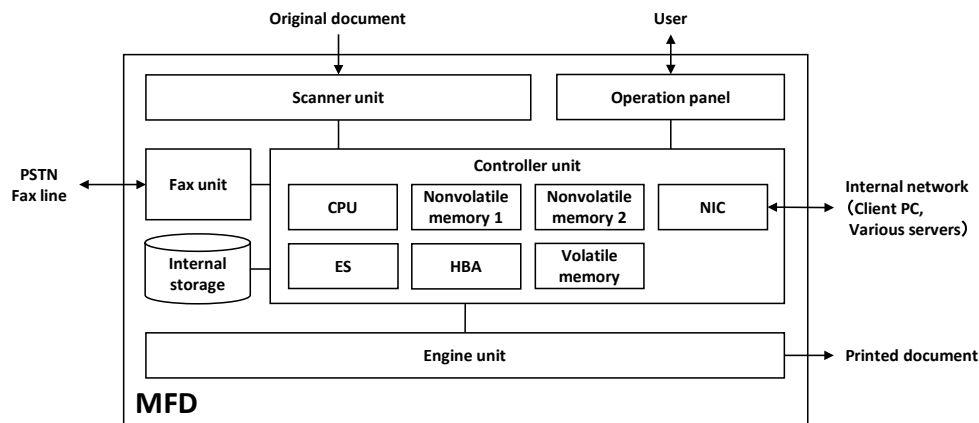 Original document
User
Scanner unit
Operation panel
Controller unit
PSTN
Fax line
Fax unit
CPU
Nonvolatile
memory 1
Nonvolatile
memory 2
NIC
Internal network
（Client PC,
Various servers）
Internal
storage
ES
HBA
Volatile
memory
Engine unit
Printed document
MFD